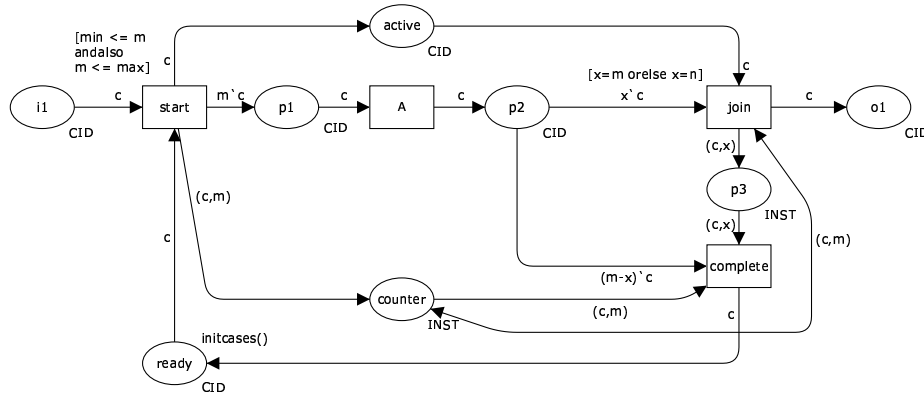 active
CID
[min <= m
andalso
m <= max]
c
c
[x=m orelse x=n]
i1
c
start
m`c
p1
c
A
c
p2
x`c
join
c
o1
CID
CID
CID
CID
(c,x)
(c,m)
p3
INST
c
(c,x)
(c,m)
complete
(m-x)`c
counter
INST
(c,m)
c
initcases()
ready
CID